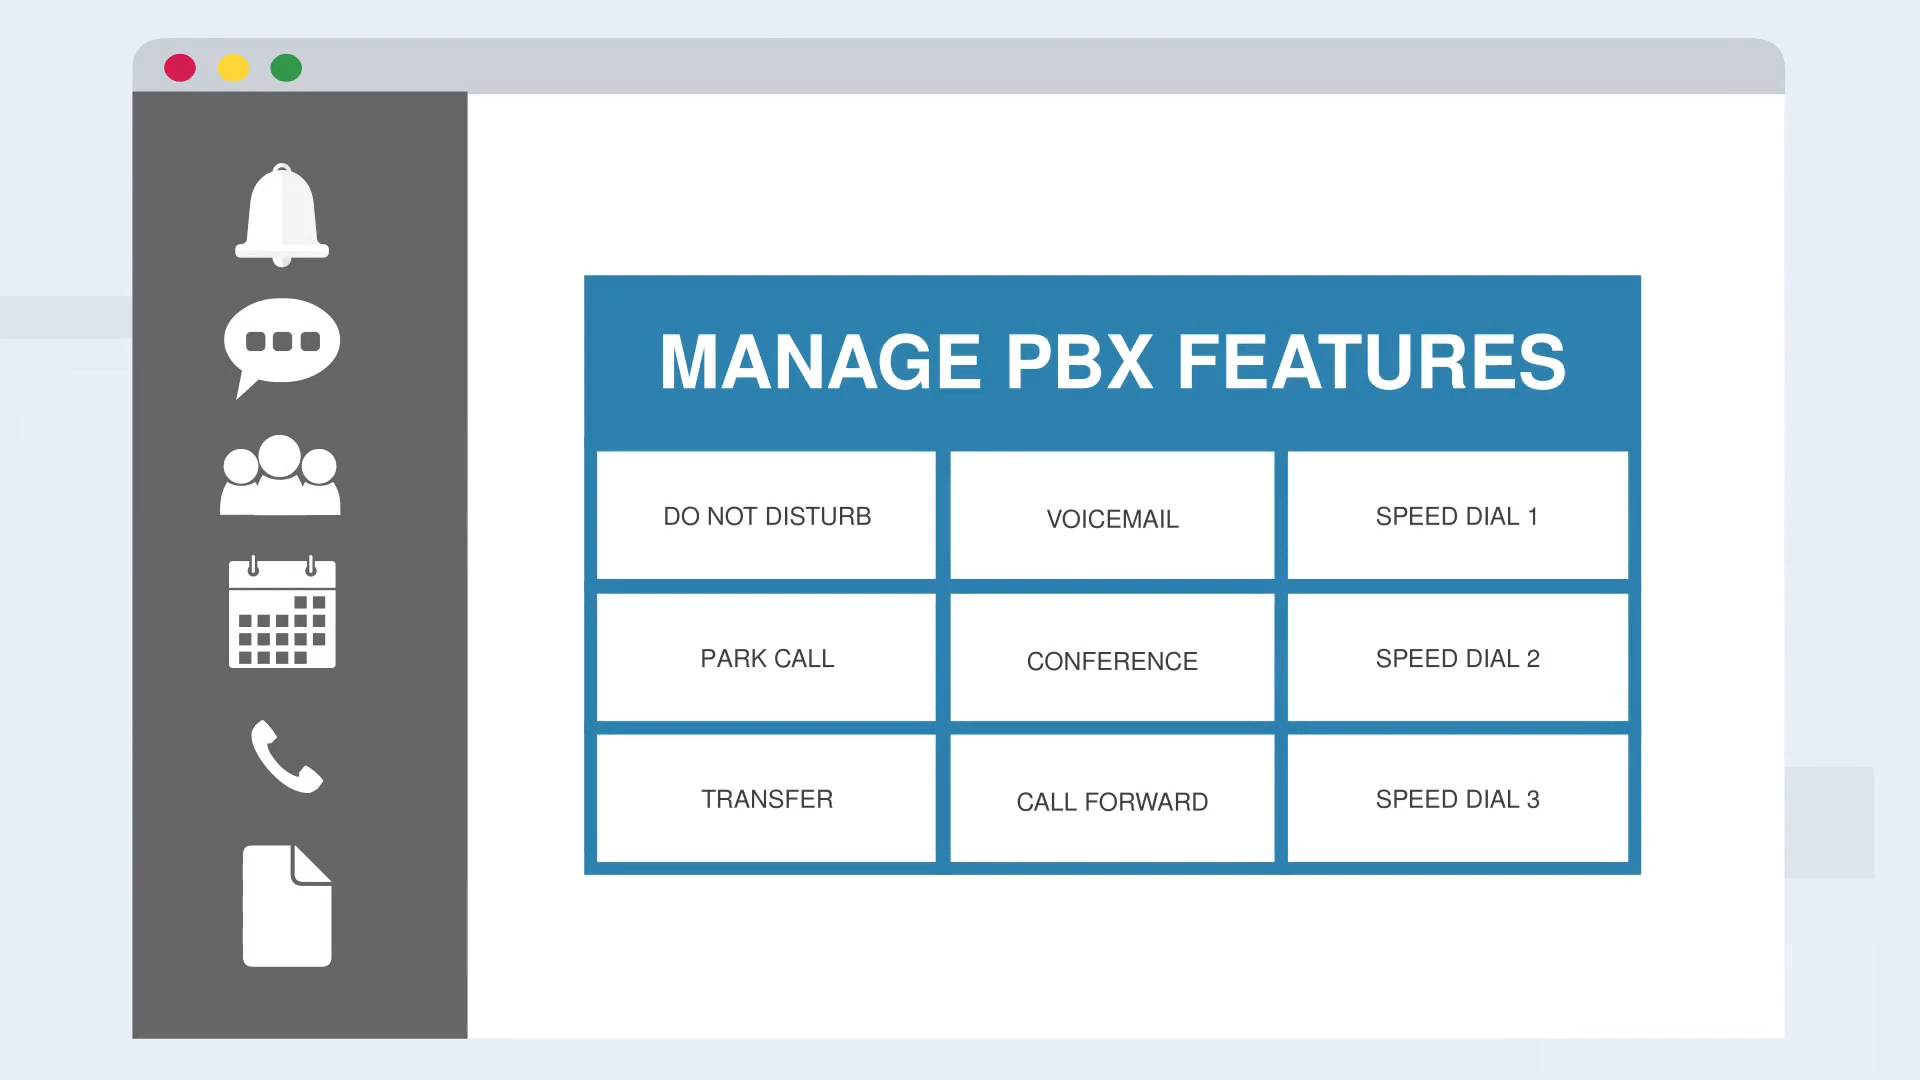 MANAGE PBX FEATURES
DO NOT DISTURB
VOICEMAIL
SPEED DIAL 1
PARK CALL
CONFERENCE
SPEED DIAL 2
TRANSFER
CALL FORWARD
SPEED DIAL 3